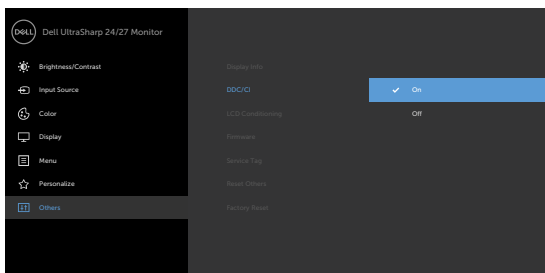 DELL Dell UltraSharp 24/27 Monitor
Brightness/Contrast
Input Source
Color
Display
Menu
Personalize
Others
Display Info
DDC/CI
LCD Conditioning
Firmware
Service Tag
Reset Others
Factory Reset
On
Off